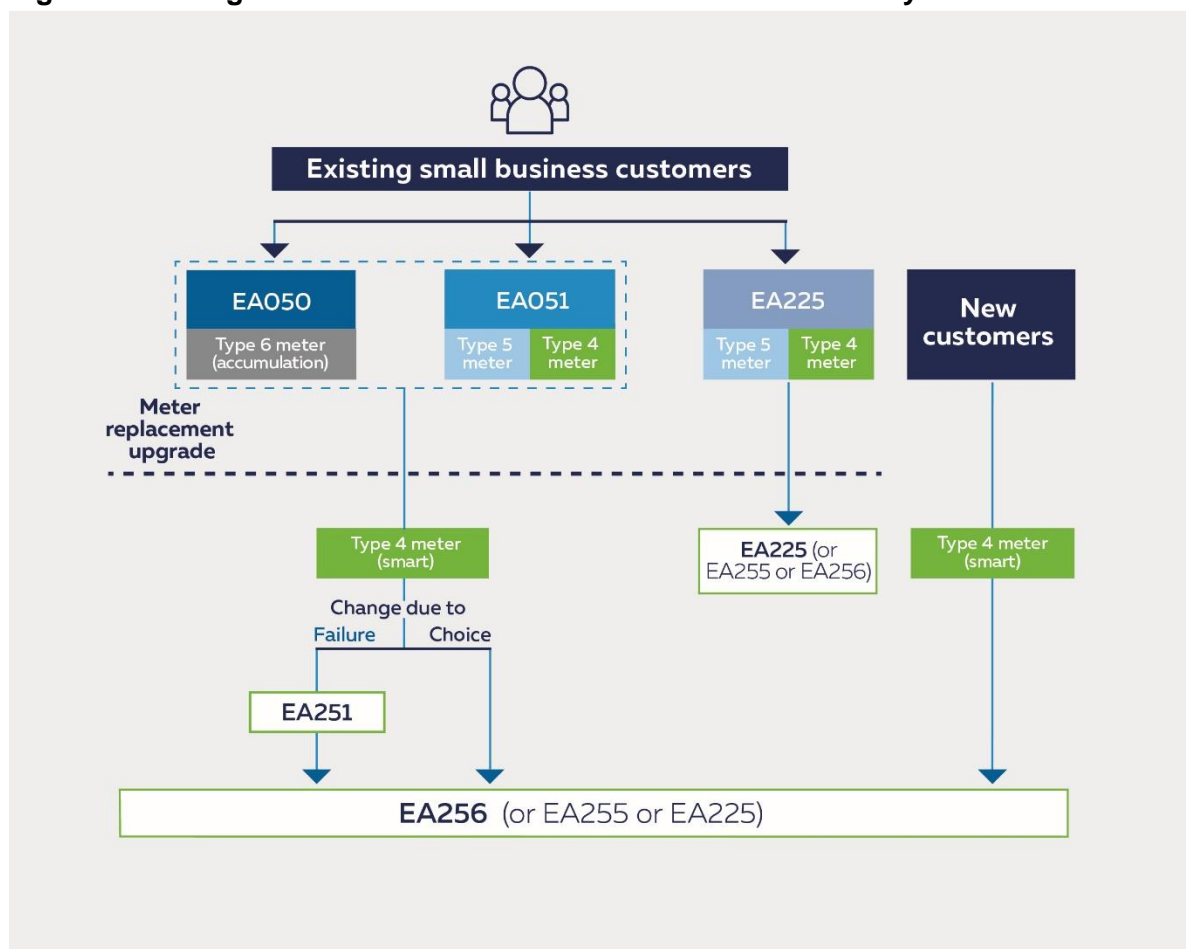 Existing small business customers
EA050
Type 6 meter
(accumulation)
EA051
Type 5
meter
Type 4
meter
EA225
Type 5
meter
Type 4
meter
New
customers
Meter
replacement
upgrade
Type 4 meter
(smart)
Change due to
Failure
Choice
EA251
EA225 (or
EA255 or EA256)
Type 4 meter
(smart)
EA256 (or EA255 or EA225)